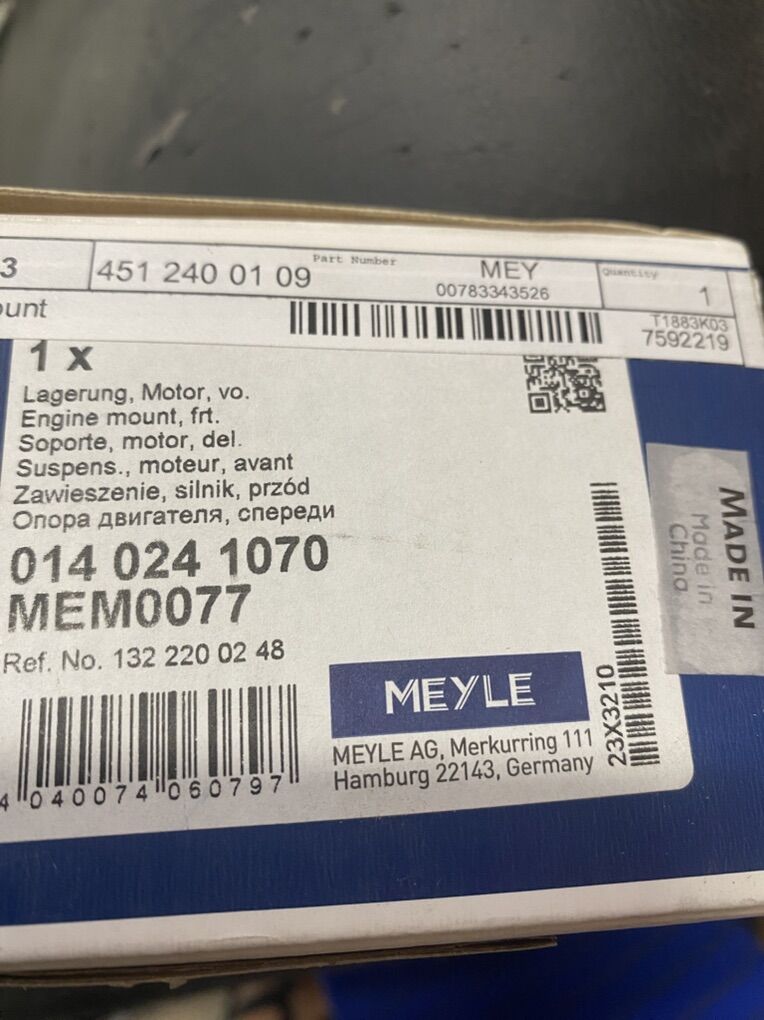 3
451 240 01 09
Part Number
MEY
00783343526
Quantity
1
ount
T1883K03
7592219
1 x
Lagerung, Motor, vo.
Engine mount, frt.
Soporte, motor, del.
Suspens., moteur, avant
Zawieszenie, silnik, przód
Опора двигателя, спереди
014 024 1070
MEM0077
Ref. No. 132 220 02 48
4 040074 060797
MEYLE
MEYLE AG, Merkurring 111
Hamburg 22143, Germany
23X3210
MADE IN
Made in
China